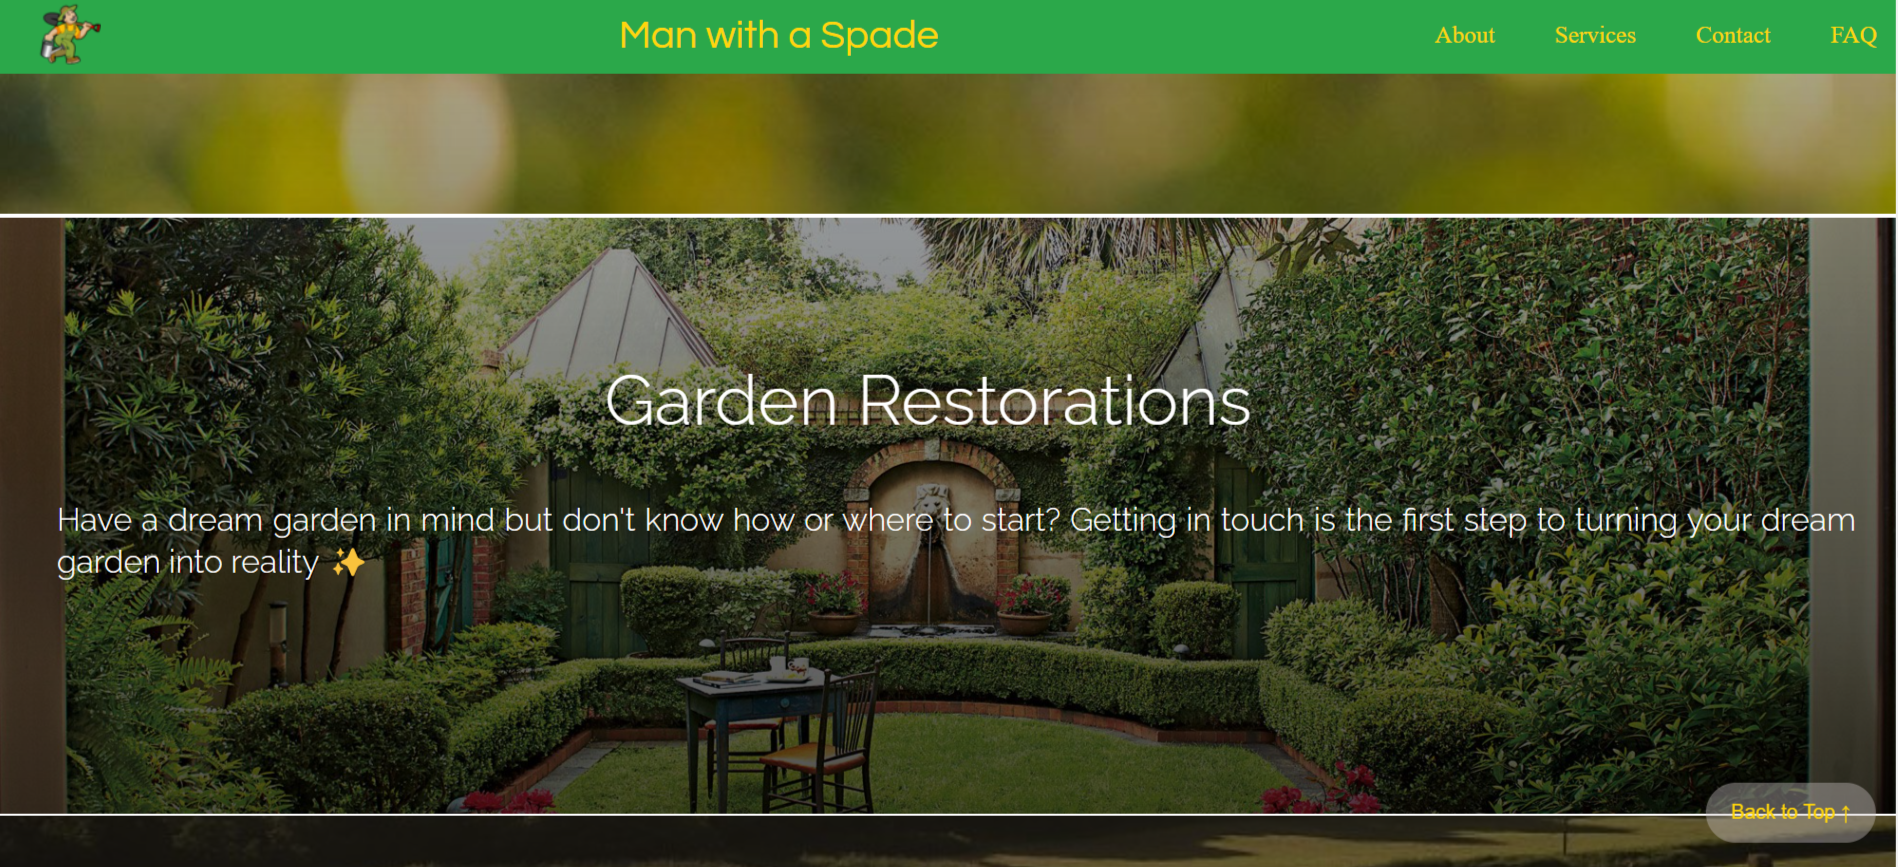 Man with a Spade
About Services Contact FAQ
Garden Restorations
Have a dream garden in mind but don't know how or where to start? Getting in touch is the first step to turning your dream
garden into reality ✨
Back to Top ↑